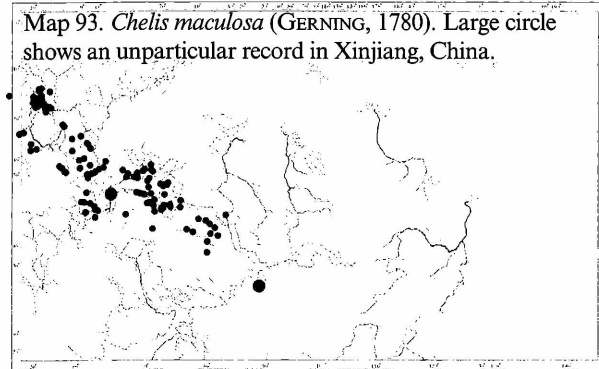 Map 93. Chelis maculosa (GERNING, 1780). Large circle
shows an unparticular record in Xinjiang, China.